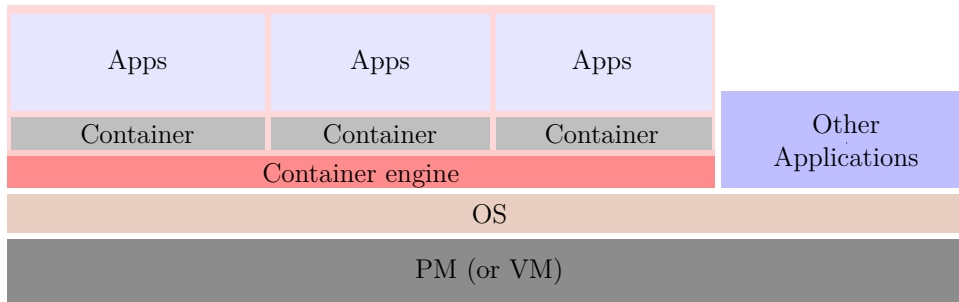 Apps
Apps
Apps
Container
Container
Container
Other
Applications
Container engine
OS
PM (or VM)